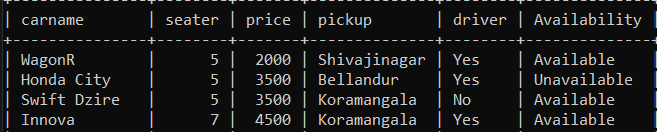 | carname | seater | price | pickup | driver | Availability |
| WagonR | 5 | 2000 | Shivajinagar | Yes | Available |
| Honda City | 5 | 3500 | Bellandur | Yes | Unavailable |
| Swift Dzire | 5 | 3500 | Koramangala | No | Available |
| Innova | 7 | 4500 | Koramangala | Yes | Available |